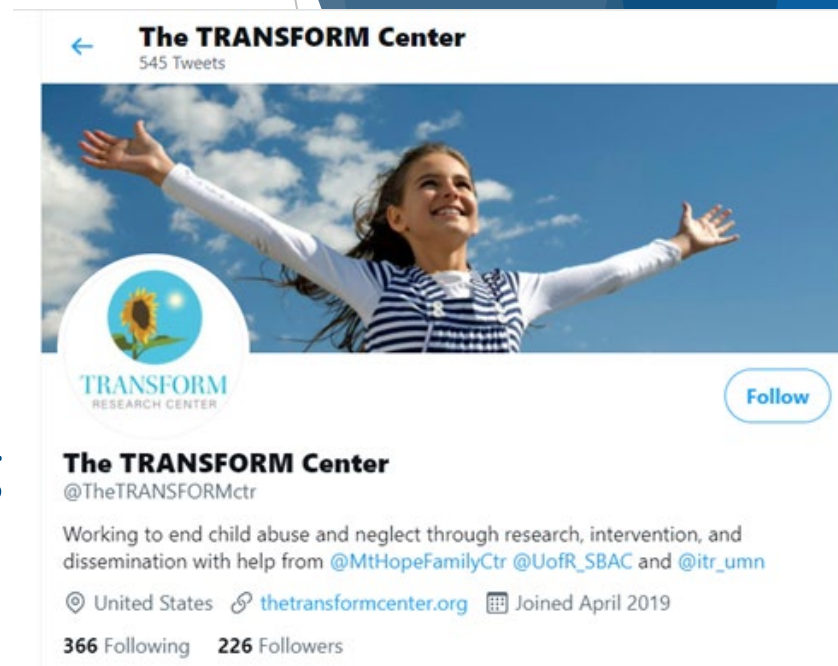 The TRANSFORM Center
545 Tweets
TRANSFORM
RESEARCH CENTER
Follow
The TRANSFORM Center
@TheTRANSFORMctr
Working to end child abuse and neglect through research, intervention, and
dissemination with help from @MtHopeFamilyCtr @UofR_SBAC and @itr_umn
United States thetransformcenter.org Joined April 2019
366 Following 226 Followers